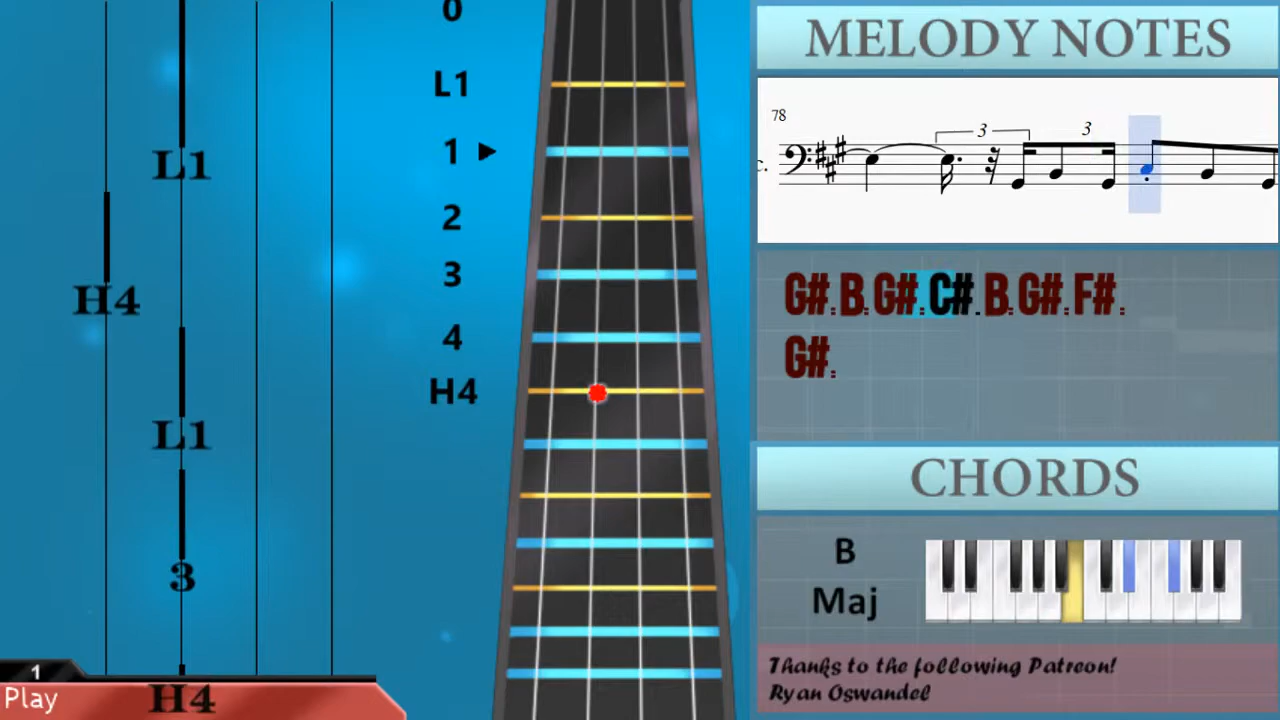 0
L1
1
2
3
4
H4
L1
H4
L1
3
1
Play
H4
MELODY NOTES
78
3
3
c.
G#. B. G#. C#. B. G#. F#.
G#.
CHORDS
B
Maj
Thanks to the following Patreon!
Ryan Oswandel